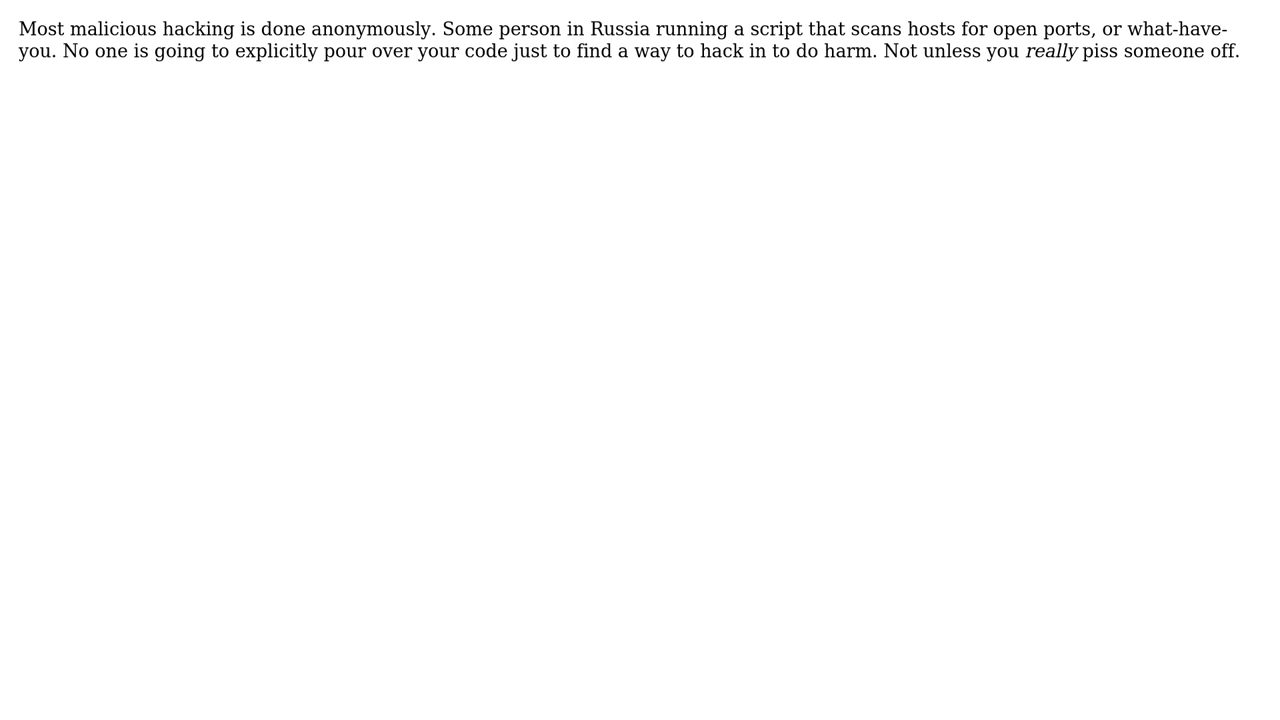 Most malicious hacking is done anonymously. Some person in Russia running a script that scans hosts for open ports, or what-have-
you. No one is going to explicitly pour over your code just to find a way to hack in to do harm. Not unless you really piss someone off.